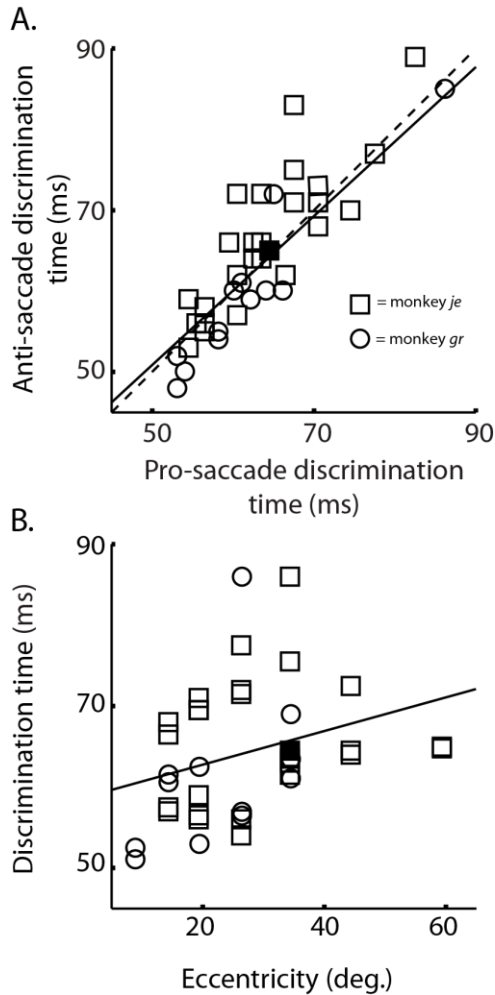 A.
90
70
50
Anti-saccade discrimination
time (ms)
= monkey je
= monkey gr
50 70 90
Pro-saccade discrimination
time (ms)
B.
90
70
50
Discrimination time (ms)
20 40 60
Eccentricity (deg.)